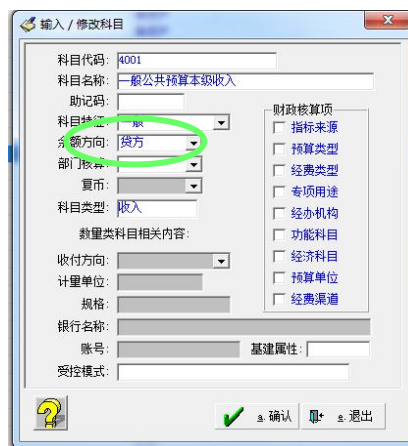 输入 / 修改科目
科目代码: 4001
科目名称: 一般公共预算本级收入
助记码:
科目特征: 一般
余额方向: 贷方
部门核算:
复币:
科目类型: 收入
数量类科目相关内容:
收付方向:
计量单位:
规格:
银行名称:
账号:
基建属性:
受控模式:
财政核算项
指标来源
预算类型
经费类型
专项用途
经办机构
功能科目
经济科目
预算单位
经费渠道
a.确认
e.退出